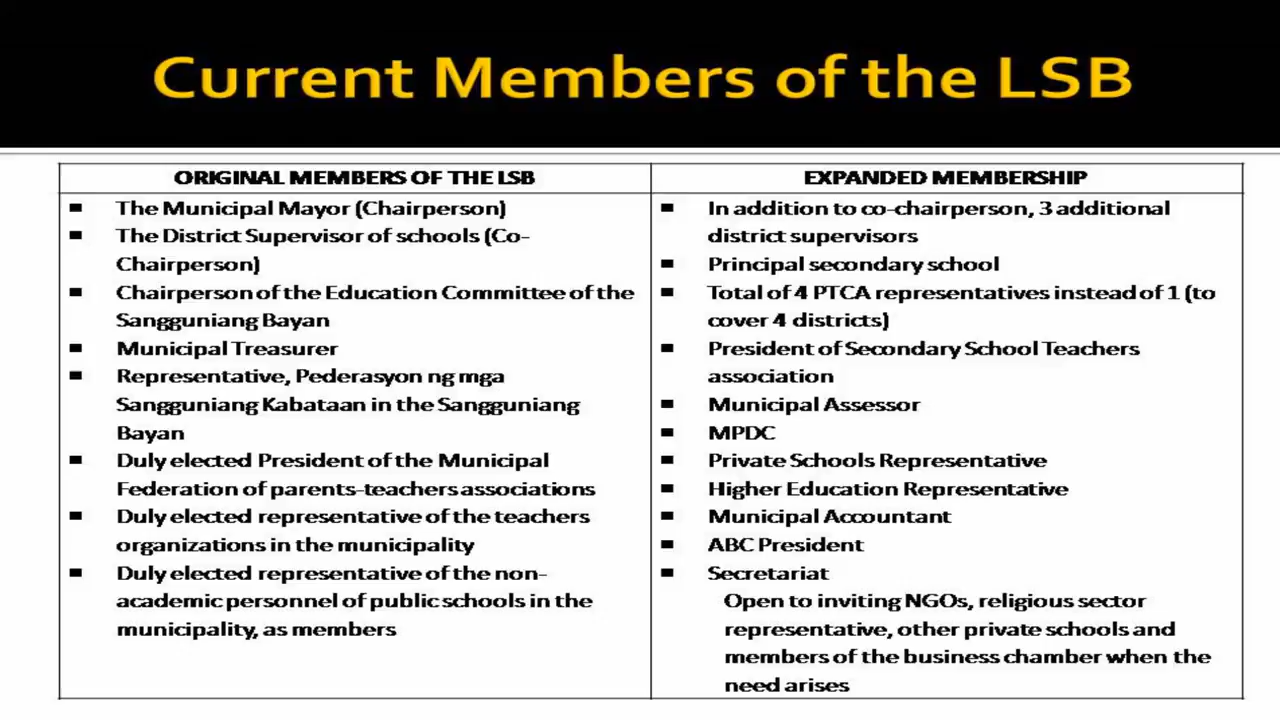 Current Members of the LSB
ORIGINAL MEMBERS OF THE LSB
▪ The Municipal Mayor (Chairperson)
▪ The District Supervisor of schools (Co-
Chairperson)
▪ Chairperson of the Education Committee of the
Sangguniang Bayan
▪ Municipal Treasurer
▪ Representative, Pederasyon ng mga
Sangguniang Kabataan in the Sangguniang
Bayan
▪ Duly elected President of the Municipal
Federation of parents-teachers associations
▪ Duly elected representative of the teachers
organizations in the municipality
▪ Duly elected representative of the non-
academic personnel of public schools in the
municipality, as members
EXPANDED MEMBERSHIP
▪ In addition to co-chairperson, 3 additional
district supervisors
▪ Principal secondary school
▪ Total of 4 PTCA representatives instead of 1 (to
cover 4 districts)
▪ President of Secondary School Teachers
association
▪ Municipal Assessor
▪ MPDC
▪ Private Schools Representative
▪ Higher Education Representative
▪ Municipal Accountant
▪ ABC President
▪ Secretariat
Open to inviting NGOs, religious sector
representative, other private schools and
members of the business chamber when the
need arises